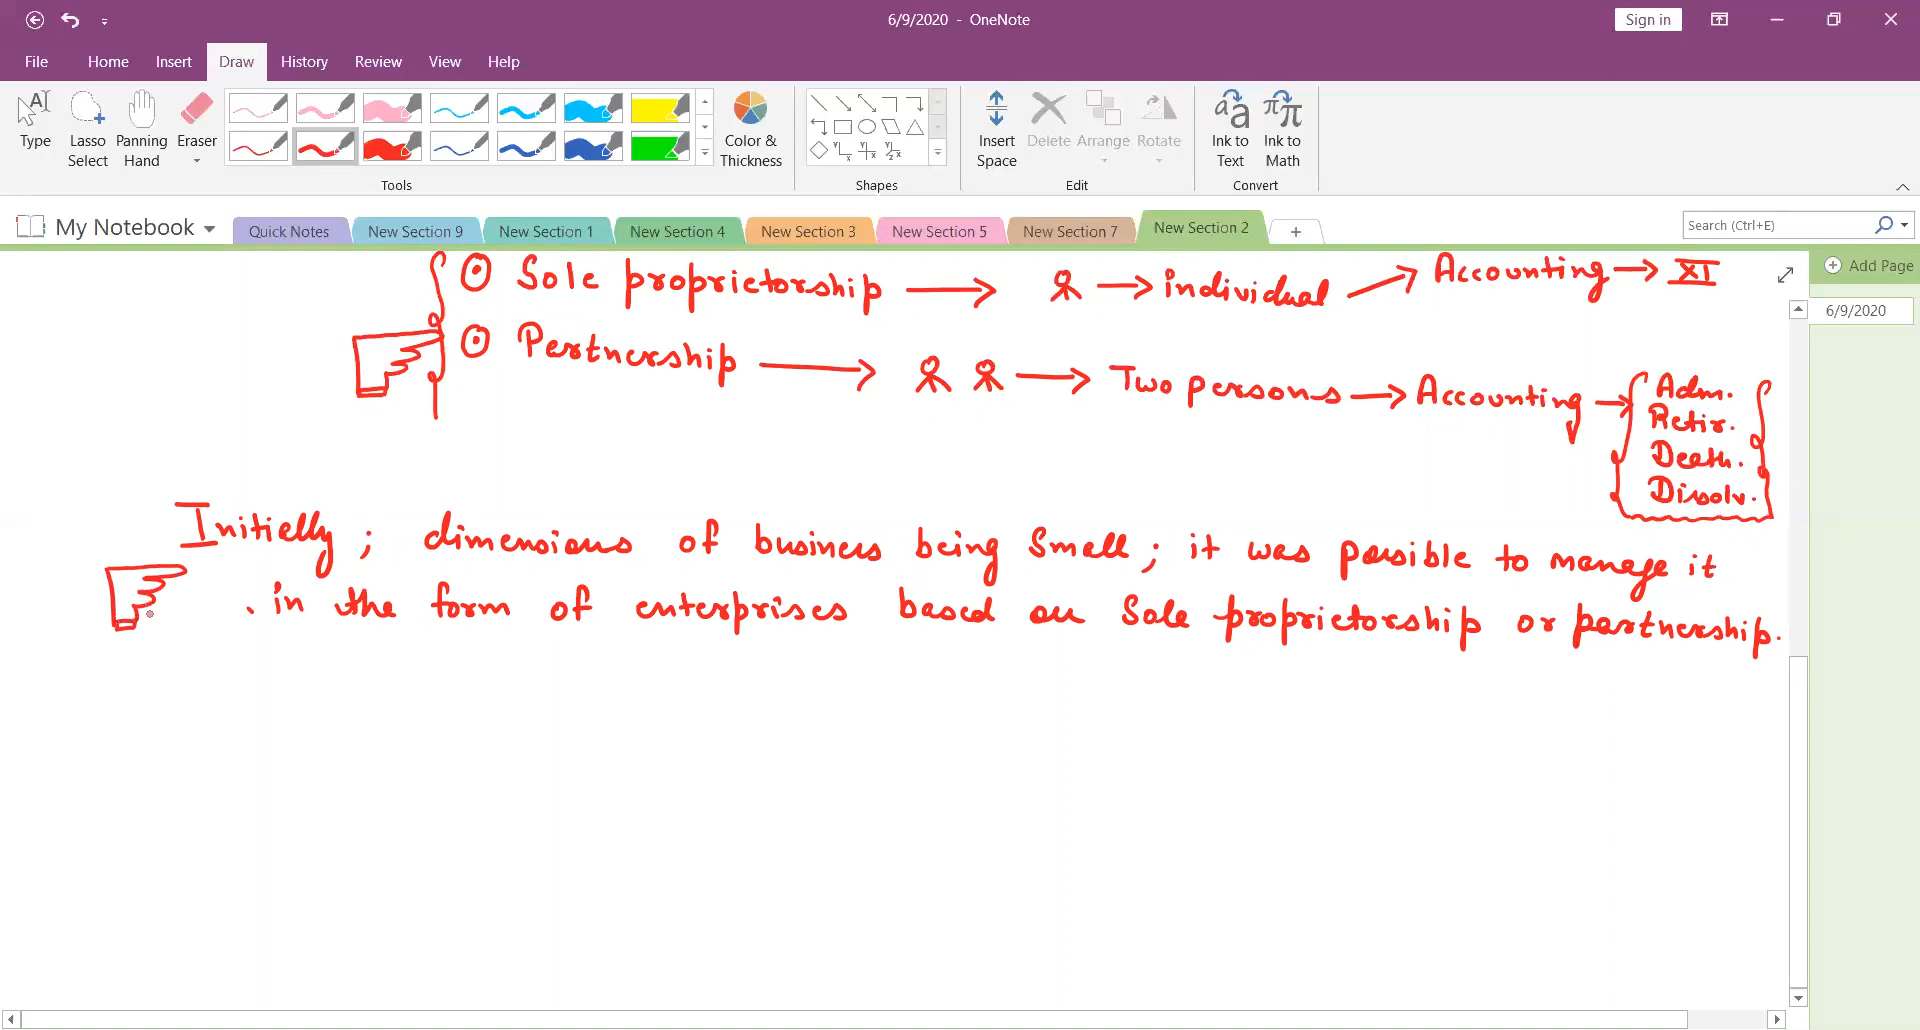 6/9/2020 - OneNote
Sign in
File Home Insert Draw History Review View Help
Type
Lasso Select
Panning Hand
Eraser
Color & Thickness
Insert Space
Delete
Arrange
Rotate
Ink to Text
Ink to Math
Tools
Shapes
Edit
Convert
My Notebook
Quick Notes New Section 9 New Section 1 New Section 4 New Section 3 New Section 5 New Section 7 New Section 2
Search (Ctrl+E)
Add Page
6/9/2020
Sole proprietorship → individual → Accounting → XI
Partnership → Two persons → Accounting →
Adm.
Retir.
Death.
Dissolv.
Initially ; dimensions of business being Small ; it was possible to manage it
in the form of enterprises based on Sole proprietorship or partnership.